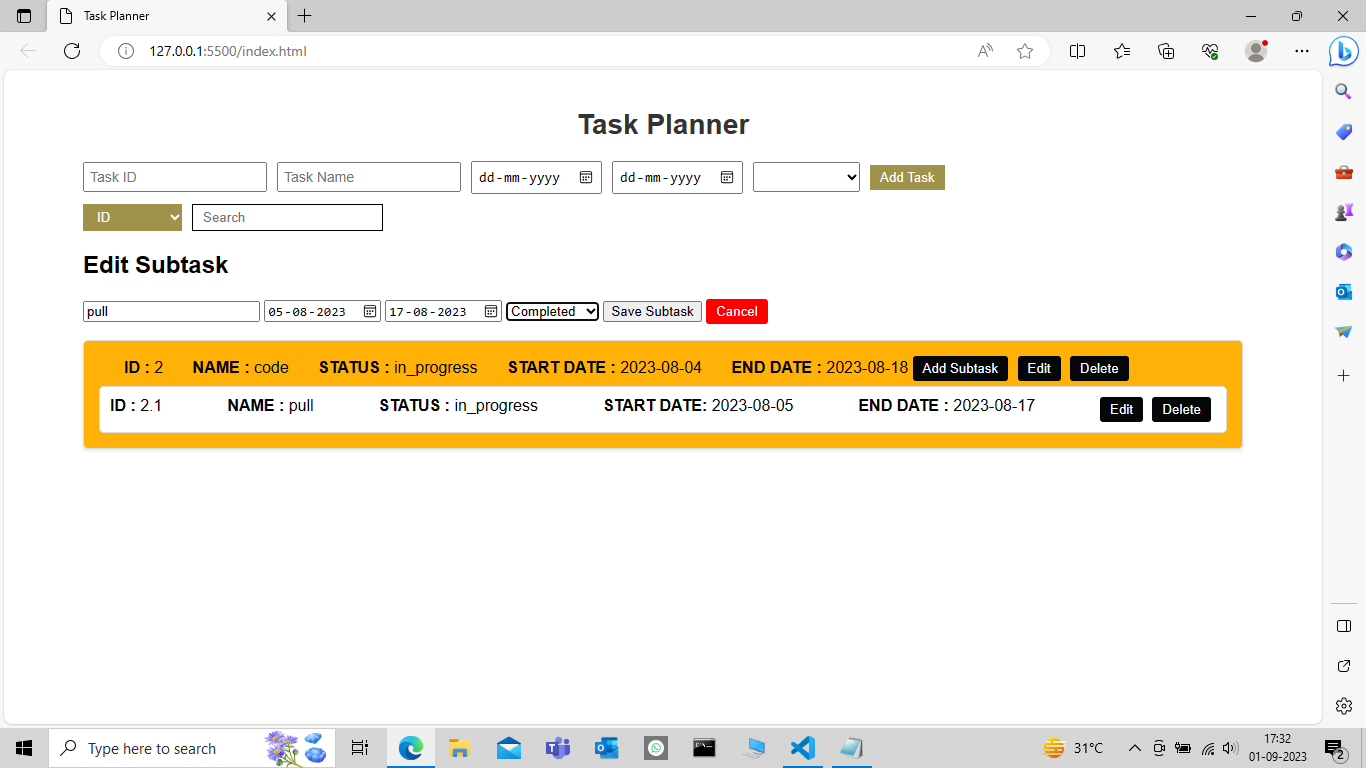 Task Planner
127.0.0.1:5500/index.html
Task Planner
Task ID Task Name dd-mm-yyyy dd-mm-yyyy Add Task
ID Search
Edit Subtask
pull 05-08-2023 17-08-2023 Completed Save Subtask Cancel
ID : 2 NAME : code STATUS : in_progress START DATE : 2023-08-04 END DATE : 2023-08-18 Add Subtask Edit Delete
ID : 2.1 NAME : pull STATUS : in_progress START DATE: 2023-08-05 END DATE : 2023-08-17 Edit Delete
Type here to search 31°C 17:32
01-09-2023 2